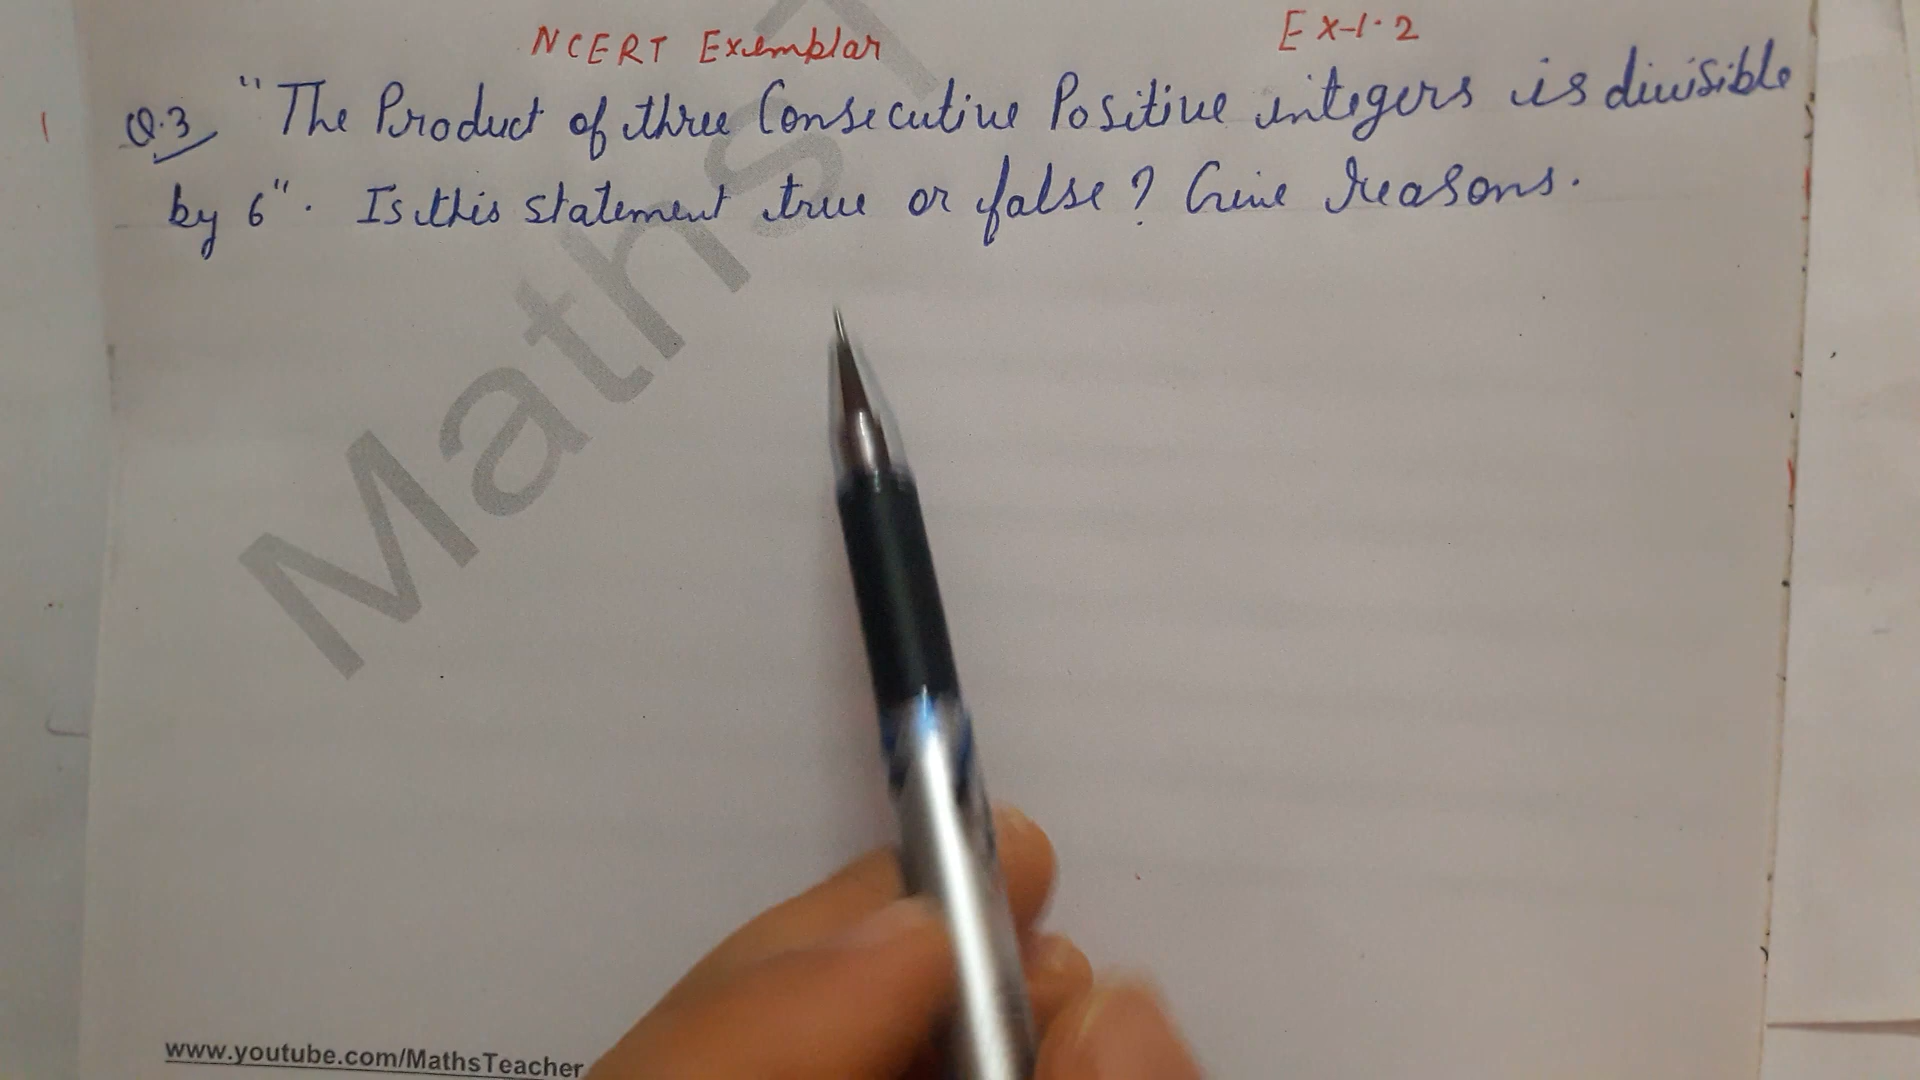 NCERT Exemplar Ex-1.2
Q.3 "The Product of three Consecutive Positive integers is divisible
by 6". Is this statement true or false? Give Reasons.
Maths T
www.youtube.com/MathsTeacher